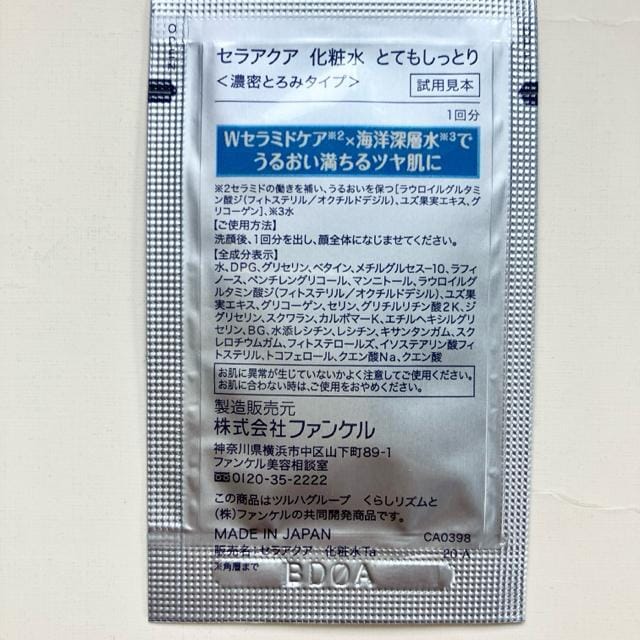 セラアクア 化粧水 とてもしっとり
＜濃密とろみタイプ＞ 試用見本
1回分
Wセラミドケア※2×海洋深層水※3で
うるおい満ちるツヤ肌に
※2セラミドの働きを補い、うるおいを保つ[ラウロイルグルタミ
ン酸ジ(フィトステリル／オクチルドデシル)、ユズ果実エキス、グ
リコーゲン]、※3水
【ご使用方法】
洗顔後、1回分を出し、顔全体になじませてください。
【全成分表示】
水、DPG、グリセリン、ベタイン、メチルグルセス-10、ラフィ
ノース、ペンチレングリコール、マンニトール、ラウロイルグ
ルタミン酸ジ(フィトステリル／オクチルドデシル)、ユズ果
実エキス、グリコーゲン、セリン、グリチルリチン酸2K、ジ
グリセリン、スクワラン、カルボマーK、エチルヘキシルグリ
セリン、BG、水添レシチン、レシチン、キサンタンガム、スク
レロチウムガム、フィトステロールズ、イソステアリン酸フィ
トステリル、トコフェロール、クエン酸Na、クエン酸
お肌に異常が生じていないかよく注意してご使用ください。
お肌に合わない時は、ご使用をおやめください。
製造販売元
株式会社ファンケル
神奈川県横浜市中区山下町89-1
ファンケル美容相談室
0120-35-2222
この商品はツルハグループ くらしリズムと
(株)ファンケルの共同開発商品です。
MADE IN JAPAN CA0398
販売名：セラアクア 化粧水Ta 20-A
※角層まで